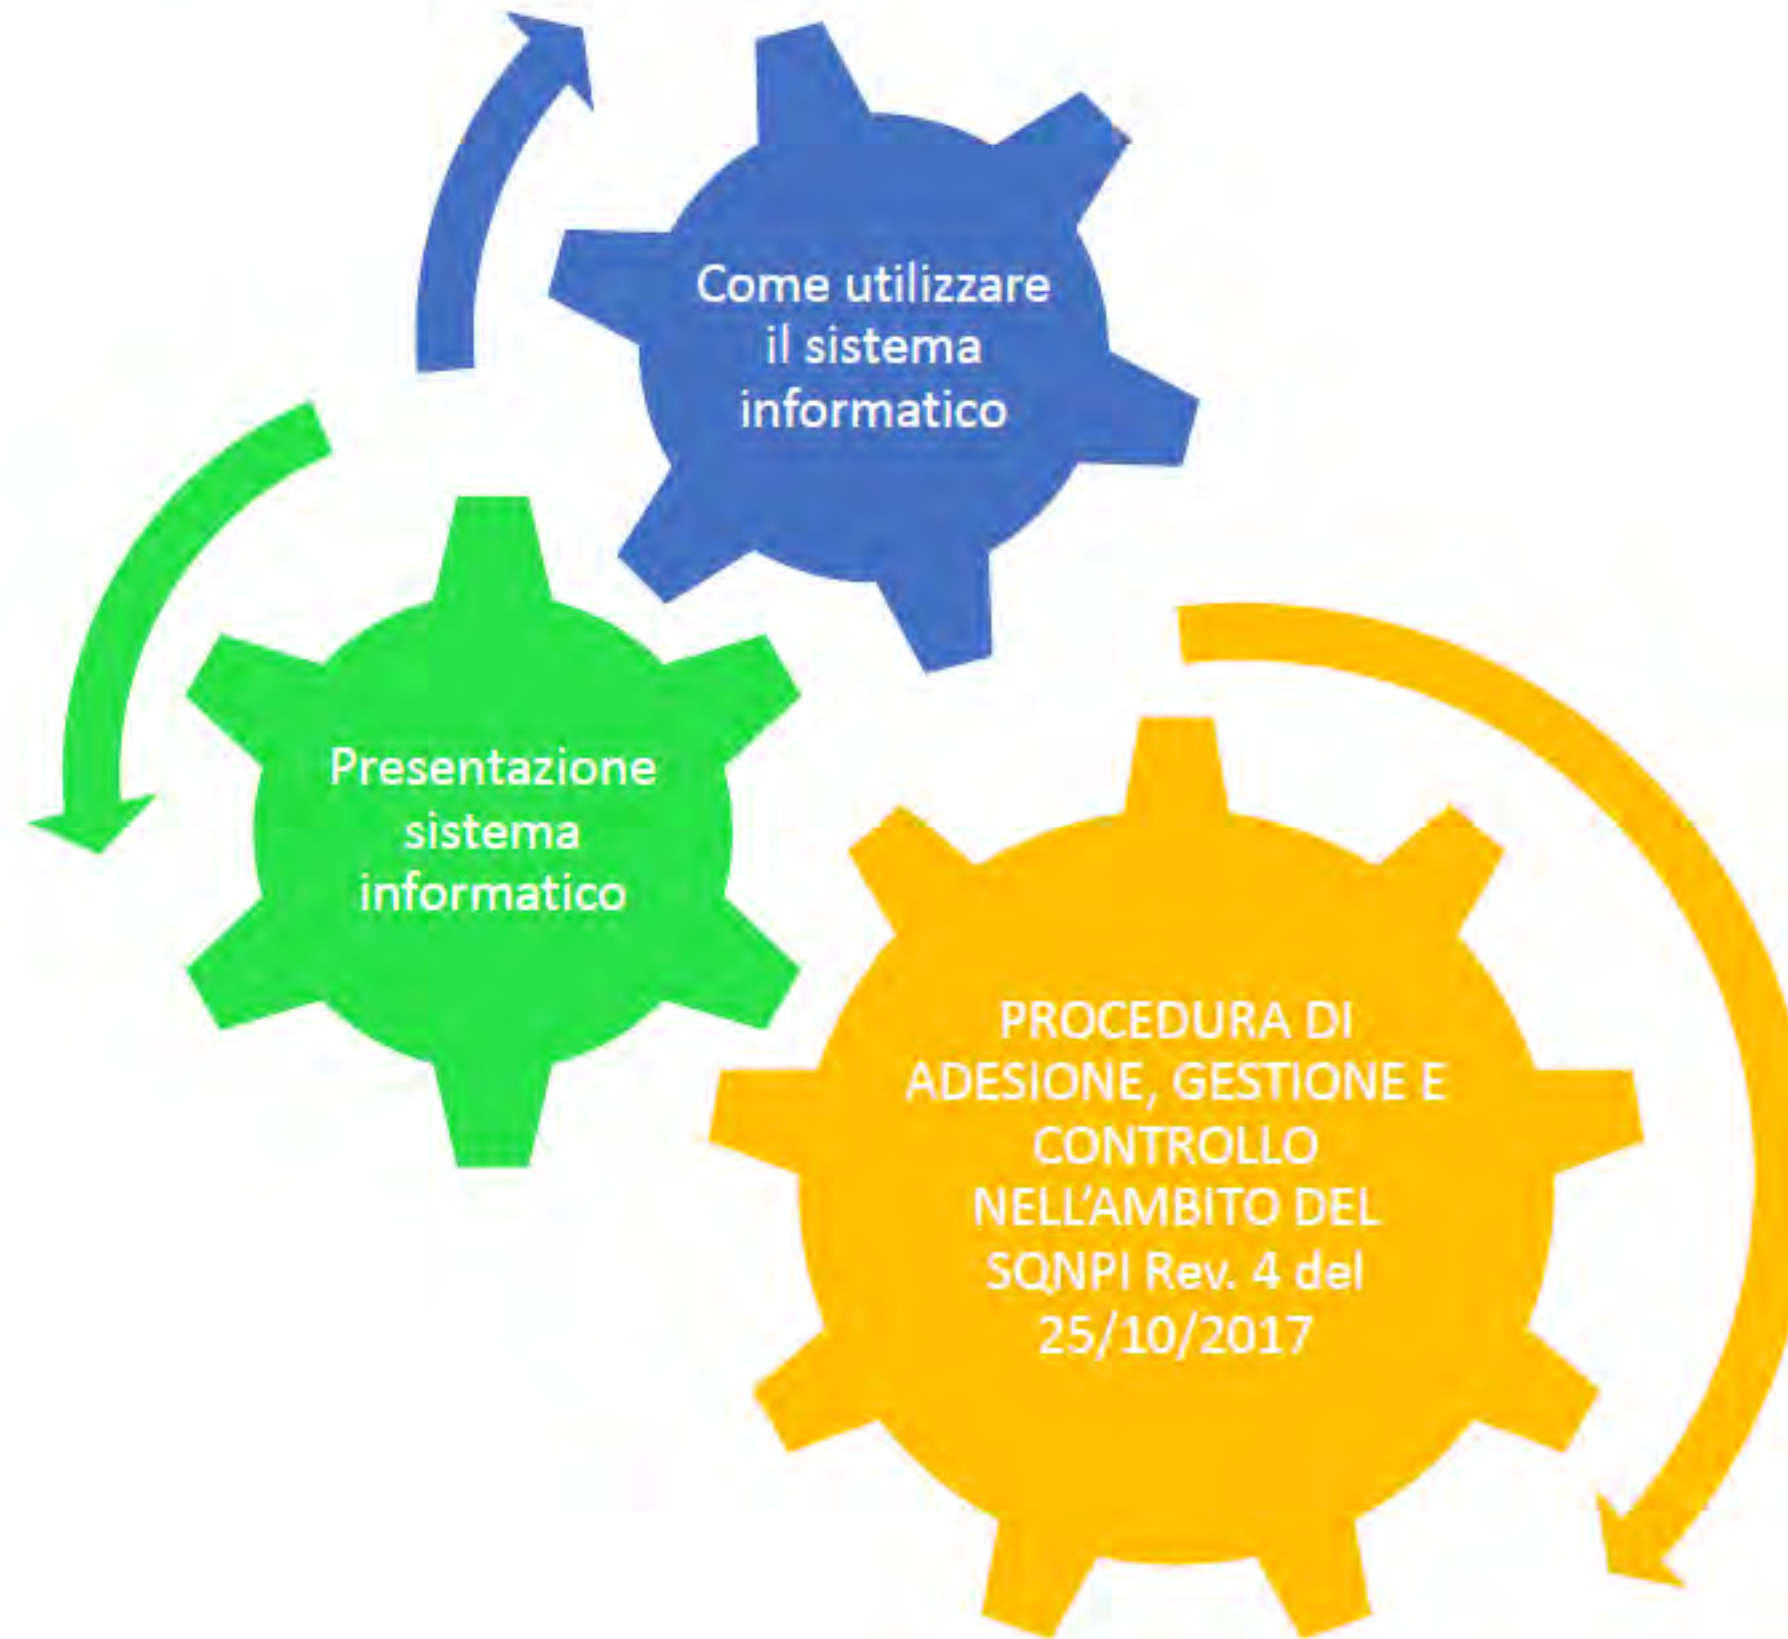 Come utilizzare
il sistema
informatico
Presentazione
sistema
informatico
PROCEDURA DI
ADESIONE, GESTIONE E
CONTROLLO
NELL'AMBITO DEL
SQNPI Rev. 4 del
25/10/2017